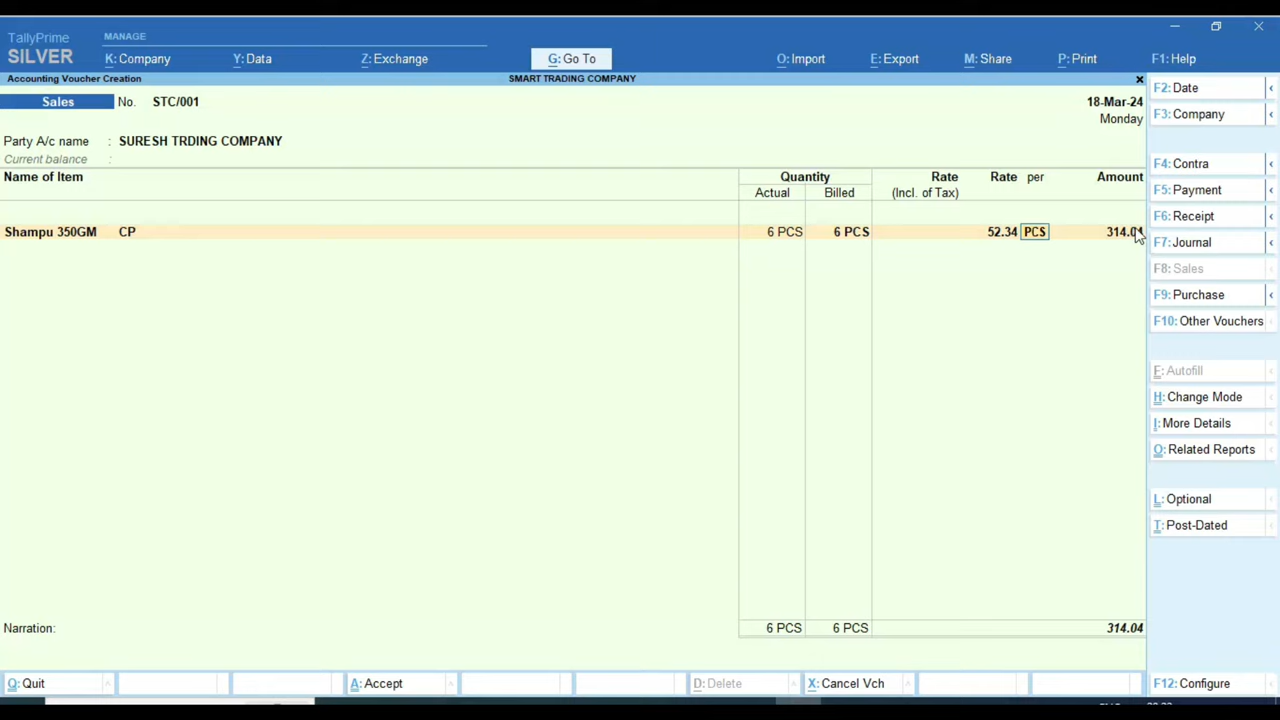 TallyPrime
SILVER
MANAGE
K: Company
Y: Data
Z: Exchange
G: Go To
O: Import
E: Export
M: Share
P: Print
F1: Help
Accounting Voucher Creation
SMART TRADING COMPANY
Sales No. STC/001
18-Mar-24
Monday
Party A/c name : SURESH TRDING COMPANY
Current balance :
Name of Item
Quantity
Rate
Rate per
Amount
Actual
Billed
(Incl. of Tax)
Shampu 350GM CP 6 PCS 6 PCS 52.34 PCS 314.04
Narration: 6 PCS 6 PCS 314.04
F2: Date
F3: Company
F4: Contra
F5: Payment
F6: Receipt
F7: Journal
F8: Sales
F9: Purchase
F10: Other Vouchers
F: Autofill
H: Change Mode
I: More Details
O: Related Reports
L: Optional
T: Post-Dated
Q: Quit
A: Accept
D: Delete
X: Cancel Vch
F12: Configure